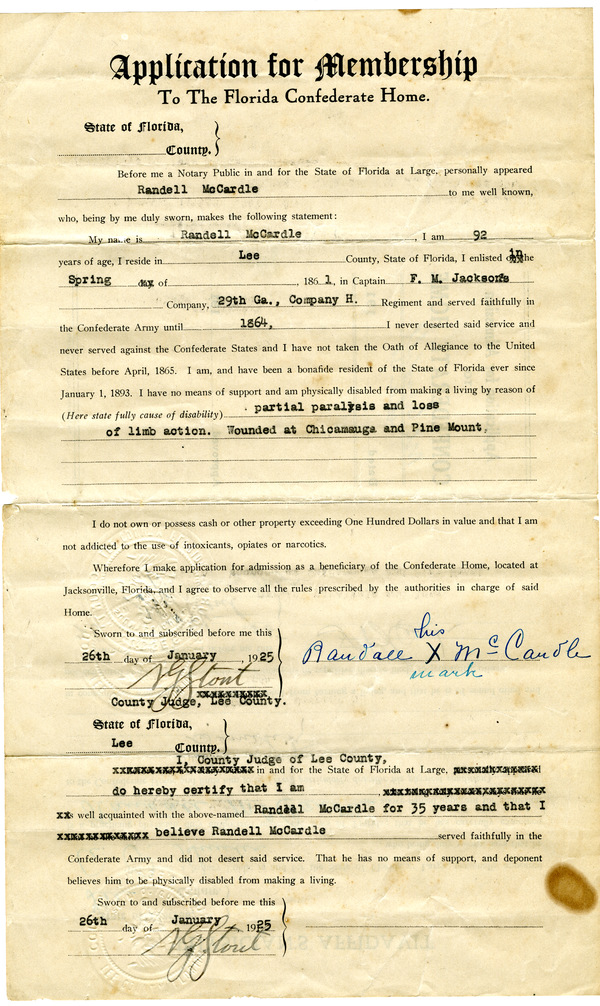 Application for Membership
To The Florida Confederate Home.
State of Florida,
County.
Before me a Notary Public in and for the State of Florida at Large, personally appeared
Randell McCardle to me well known,
who, being by me duly sworn, makes the following statement:
My name is Randell McCardle, I am 92
years of age, I reside in Lee County, State of Florida, I enlisted in the
Spring day of , 1861, in Captain F. M. Jackson's
Company, 29th Ga., Company H. Regiment and served faithfully in
the Confederate Army until 1864, I never deserted said service and
never served against the Confederate States and I have not taken the Oath of Allegiance to the United
States before April, 1865. I am, and have been a bonafide resident of the State of Florida ever since
January 1, 1893. I have no means of support and am physically disabled from making a living by reason of
(Here state fully cause of disability) partial paralysis and loss
of limb action. Wounded at Chicamauga and Pine Mount.
I do not own or possess cash or other property exceeding One Hundred Dollars in value and that I am
not addicted to the use of intoxicants, opiates or narcotics.
Wherefore I make application for admission as a beneficiary of the Confederate Home, located at
Jacksonville, Florida, and I agree to observe all the rules prescribed by the authorities in charge of said
Home.
Sworn to and subscribed before me this
26th day of January, 1925
his
Randall X McCardle
mark
County Judge, Lee County.
State of Florida,
Lee County.
I, County Judge of Lee County,
in and for the State of Florida at Large,
do hereby certify that I am ,
s well acquainted with the above-named Randell McCardle for 35 years and that I
believe Randell McCardle served faithfully in the
Confederate Army and did not desert said service. That he has no means of support, and deponent
believes him to be physically disabled from making a living.
Sworn to and subscribed before me this
26th day of January, 1925